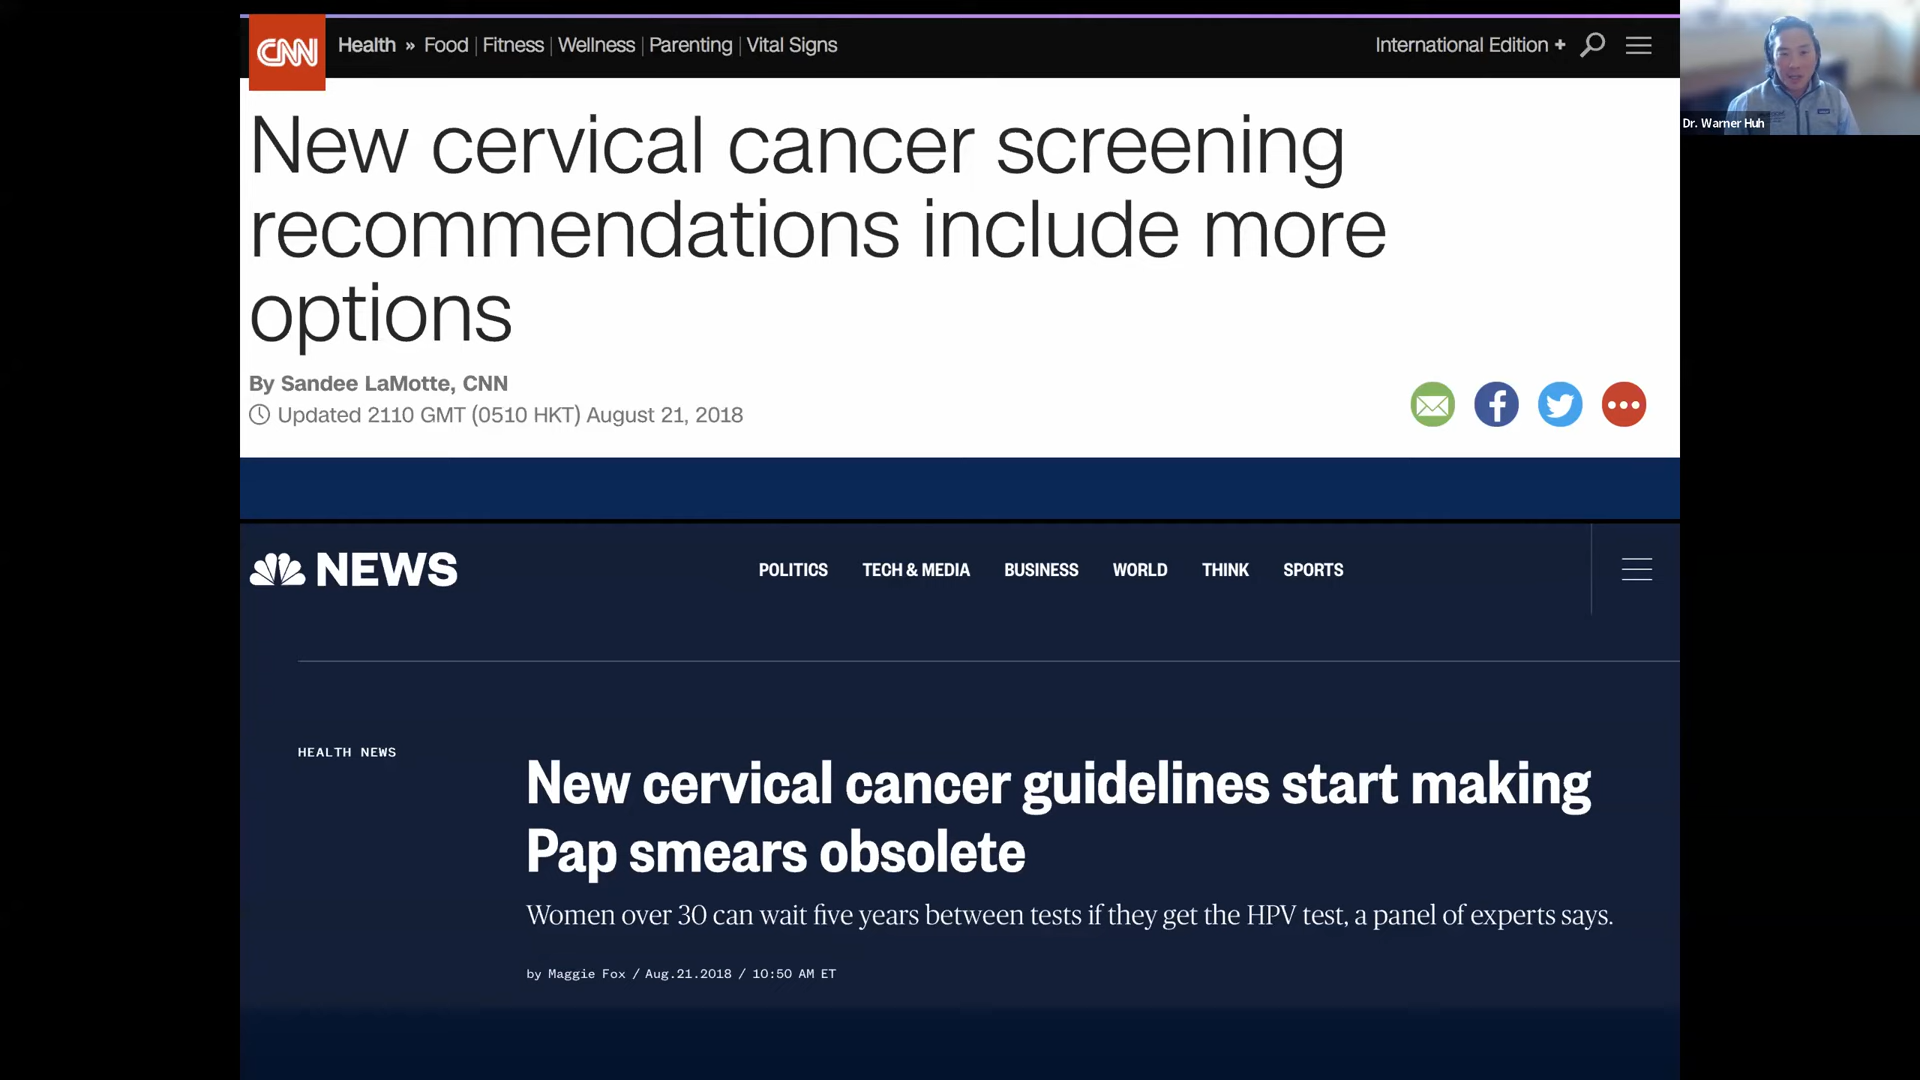 CNN
Health » Food | Fitness | Wellness | Parenting | Vital Signs
International Edition +
New cervical cancer screening
recommendations include more
options
By Sandee LaMotte, CNN
Updated 2110 GMT (0510 HKT) August 21, 2018
Dr. Warner Huh
NEWS
POLITICS TECH & MEDIA BUSINESS WORLD THINK SPORTS
HEALTH NEWS
New cervical cancer guidelines start making
Pap smears obsolete
Women over 30 can wait five years between tests if they get the HPV test, a panel of experts says.
by Maggie Fox / Aug.21.2018 / 10:50 AM ET